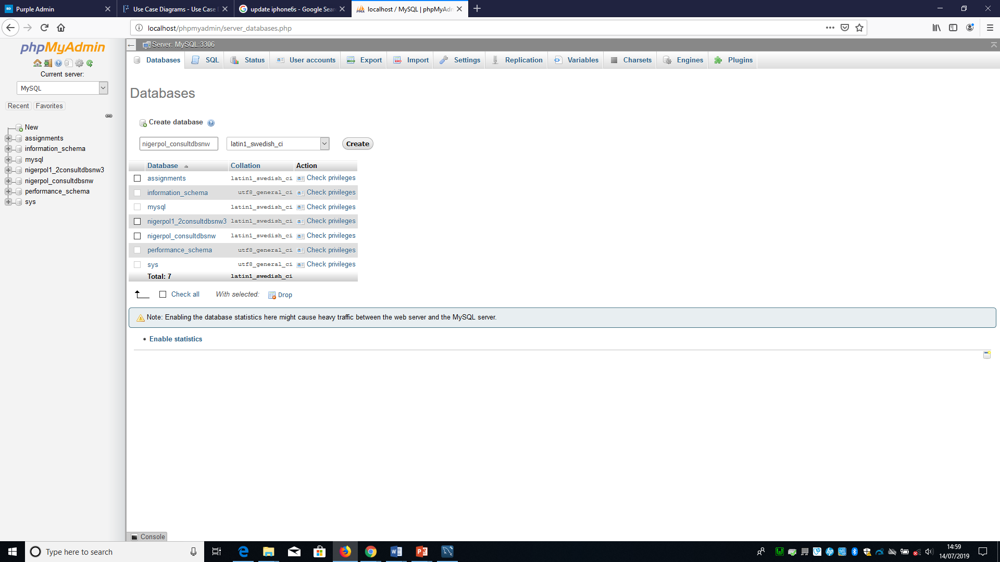 Purple Admin
Use Case Diagrams - Use Case
update iphone6s - Google Sear
localhost / MySQL | phpMyAdm
localhost/phpmyadmin/server_databases.php
phpMyAdmin
Current server:
MySQL
Recent Favorites
New
assignments
information_schema
mysql
nigerpol1_2consultdbsnw3
nigerpol_consultdbsnw
performance_schema
sys
Server: MySQL:3306
Databases SQL Status User accounts Export Import Settings Replication Variables Charsets Engines Plugins
Databases
Create database
nigerpol_consultdbsnw latin1_swedish_ci Create
Database Collation Action
assignments latin1_swedish_ci Check privileges
information_schema utf8_general_ci Check privileges
mysql latin1_swedish_ci Check privileges
nigerpol1_2consultdbsnw3 latin1_swedish_ci Check privileges
nigerpol_consultdbsnw latin1_swedish_ci Check privileges
performance_schema utf8_general_ci Check privileges
sys utf8_general_ci Check privileges
Total: 7 latin1_swedish_ci
Check all With selected: Drop
Note: Enabling the database statistics here might cause heavy traffic between the web server and the MySQL server.
• Enable statistics
Console
Type here to search
14:59
14/07/2019